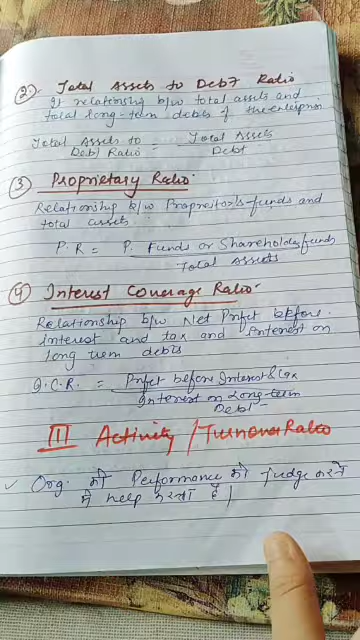 ② Total Assets to Debt Ratio
It relationship b/w total assets and
total long-term debts of the enterprise
Total Assets to Debt Ratio = Total Assets / Debt
③ Proprietary Ratio:
Relationship b/w Proprietor's funds and
total assets
P.R = P. Funds or Shareholders funds / Total Assets
④ Interest Coverage Ratio:
Relationship b/w Net Profit before
interest and tax and interest on
long term debts
I.C.R. = Profit before Interest & tax / Interest on Long-term Debt
III Activity / Turnover Ratio
✓ Org. की Performance को Judge करने
में help करता है |